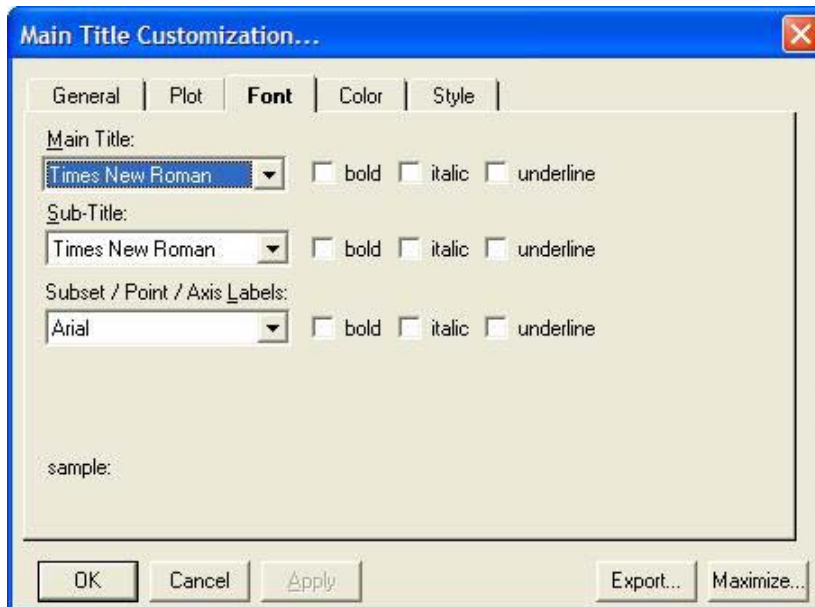 Main Title Customization...
General Plot Font Color Style
Main Title:
Times New Roman bold italic underline
Sub-Title:
Times New Roman bold italic underline
Subset / Point / Axis Labels:
Arial bold italic underline
sample:
OK Cancel Apply Export... Maximize...